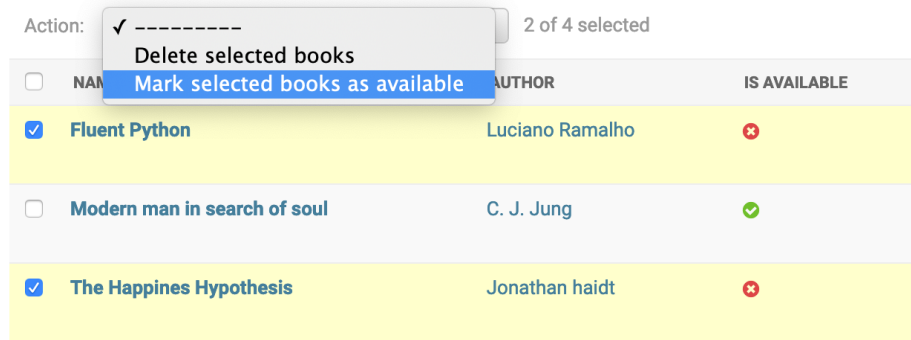 Action:
---------
2 of 4 selected
Delete selected books
Mark selected books as available
AUTHOR
IS AVAILABLE
Fluent Python
Luciano Ramalho
Modern man in search of soul
C. J. Jung
The Happines Hypothesis
Jonathan haidt